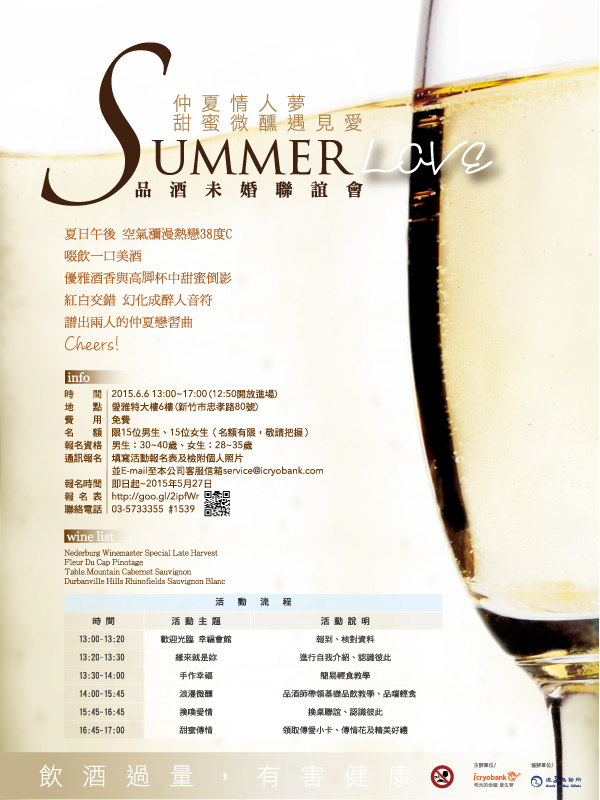 仲夏情人夢
甜蜜微醺遇見愛
SUMMER LOVE
品酒未婚聯誼會
夏日午後 空氣瀰漫熱戀38度C
啜飲一口美酒
優雅酒香與高脚杯中甜蜜倒影
紅白交錯 幻化成醉人音符
譜出兩人的仲夏戀習曲
Cheers!
info
時間 2015.6.6 13:00~17:00 (12:50開放進場)
地點 愛雅特大樓6樓 (新竹市忠孝路80號)
費用 免費
名額 限15位男生、15位女生 ( 名額有限，敬請把握 )
報名資格 男生：30~40歲、女生：28~35歲
通訊報名 填寫活動報名表及檢附個人照片
並E-mail至本公司客服信箱service@icryobank.com
報名時間 即日起~2015年5月27日
報名表 http://goo.gl/2ipfWr
聯絡電話 03-5733355 #1539
wine list
Nederburg Winemaster Special Late Harvest
Fleur Du Cap Pinotage
Table Mountain Cabernet Sauvignon
Durbanville Hills Rhinofields Sauvignon Blanc
活動流程
時間 活動主題 活動說明
13:00-13:20 歡迎光臨 幸福會館 報到、核對資料
13:20-13:30 緣來就是妳 進行自我介紹、認識彼此
13:30-14:00 手作幸福 簡易輕食教學
14:00-15:45 浪漫微醺 品酒師帶領基礎品飲教學、品嚐輕食
15:45-16:45 換喚愛情 換桌聯誼、認識彼此
16:45-17:00 甜蜜傳情 領取傳愛小卡、傳情花及精美好禮
飲酒過量，有害健康
主辦單位/
icryobank
協辦單位/